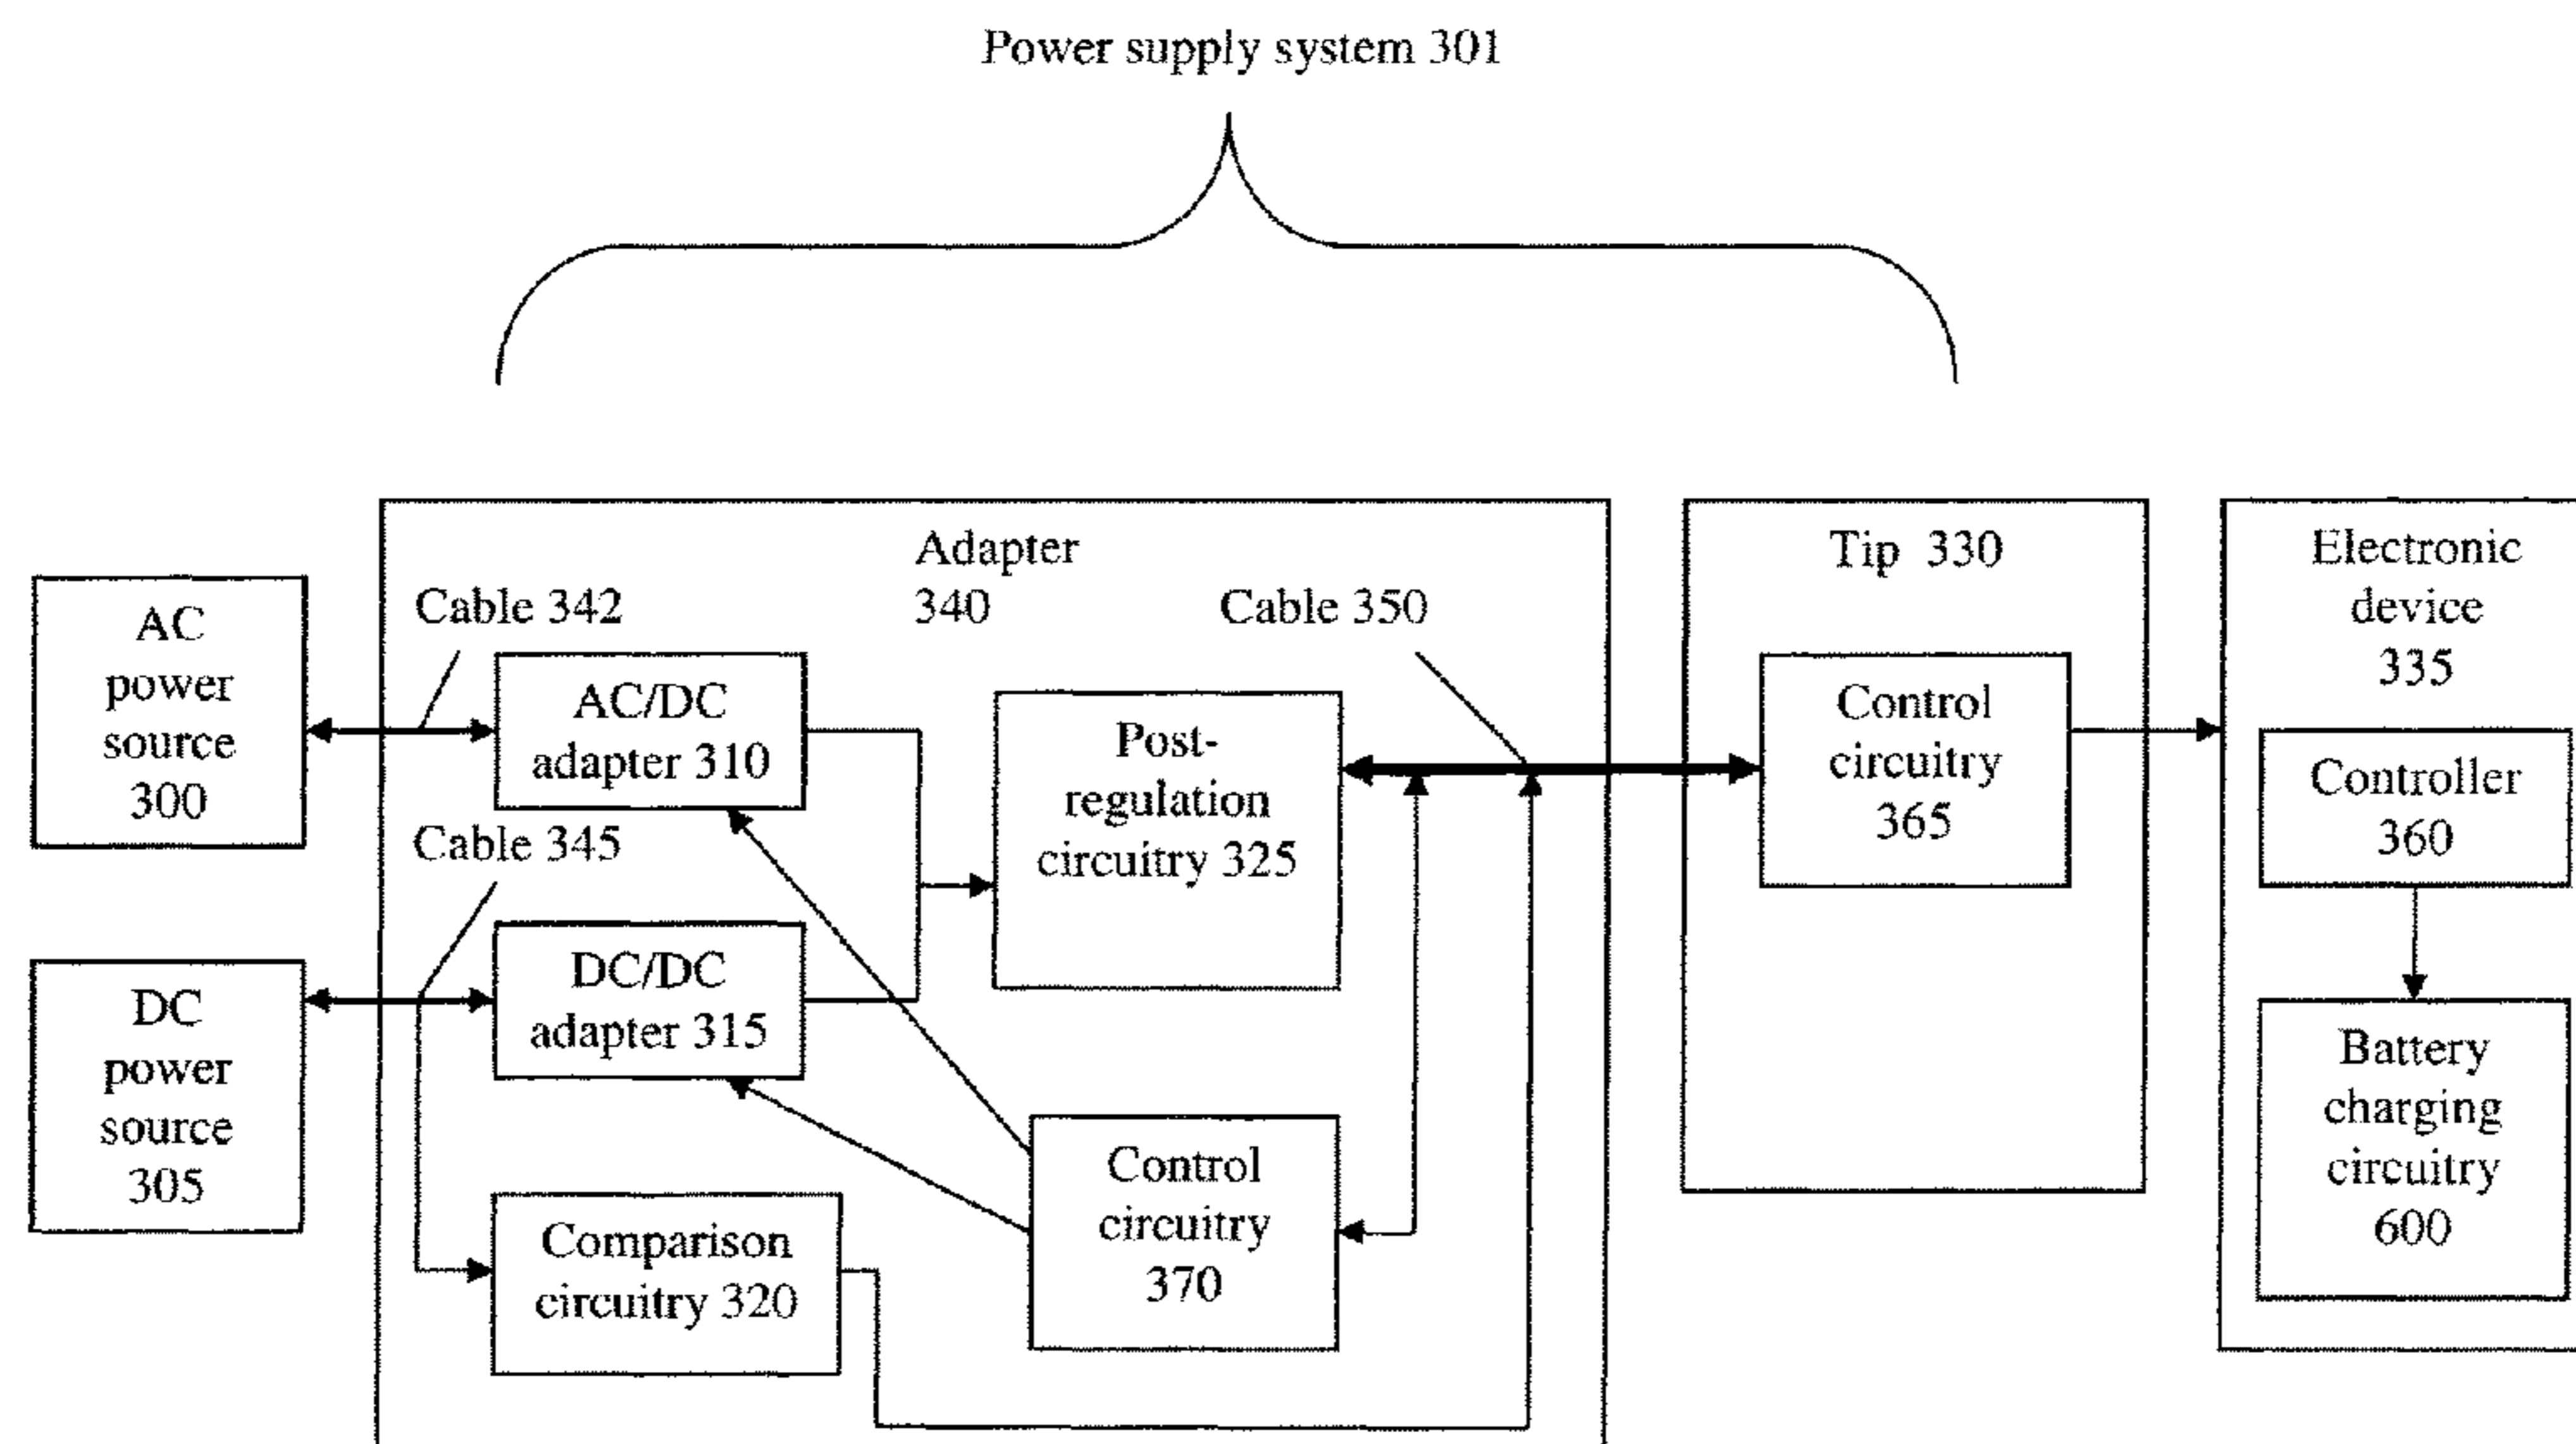 Power supply system 301
Adapter
340
Cable 342
Cable 350
Cable 345
AC
power
source
300
DC
power
source
305
AC/DC
adapter 310
DC/DC
adapter 315
Comparison
circuitry 320
Post-
regulation
circuitry 325
Control
circuitry
370
Tip 330
Control
circuitry
365
Electronic
device
335
Controller
360
Battery
charging
circuitry
600